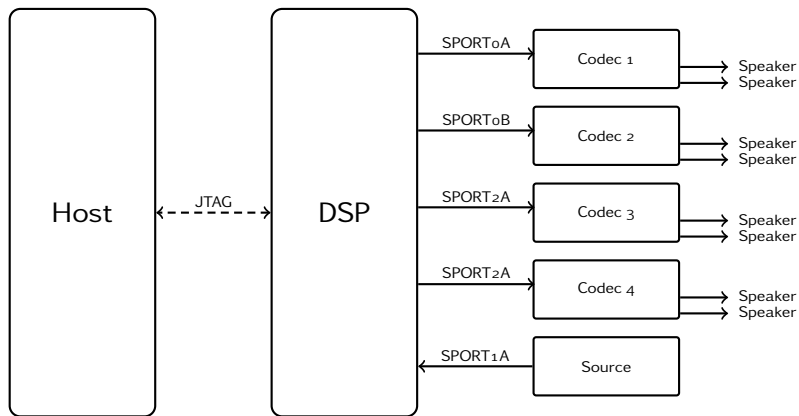 SPORT0A
Codec 1
Speaker
Speaker
SPORT0B
Codec 2
Speaker
Speaker
Host
JTAG
DSP
SPORT2A
Codec 3
Speaker
Speaker
SPORT2A
Codec 4
Speaker
Speaker
SPORT1A
Source